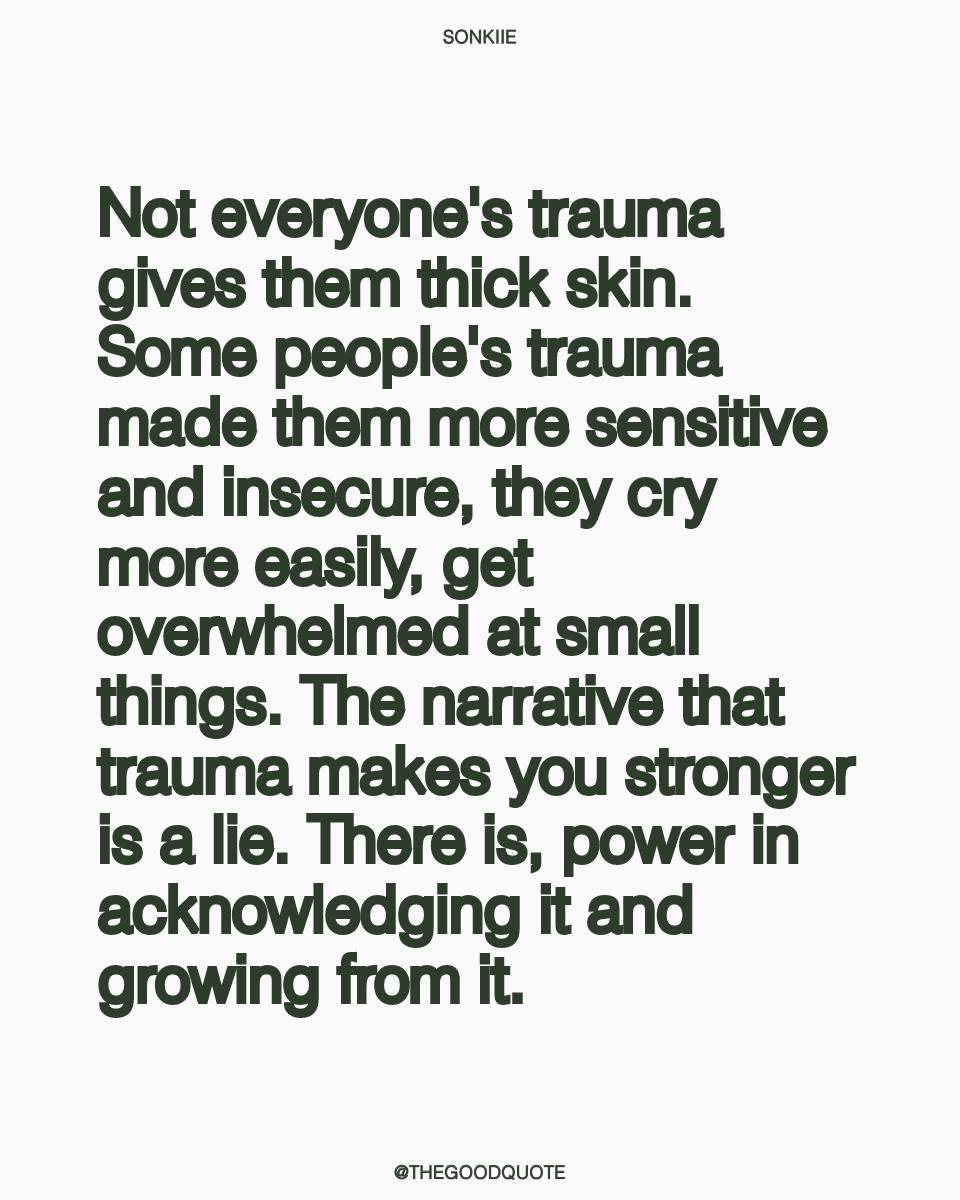 SONKIIE
Not everyone's trauma
gives them thick skin.
Some people's trauma
made them more sensitive
and insecure, they cry
more easily, get
overwhelmed at small
things. The narrative that
trauma makes you stronger
is a lie. There is, power in
acknowledging it and
growing from it.
@THEGOODQUOTE